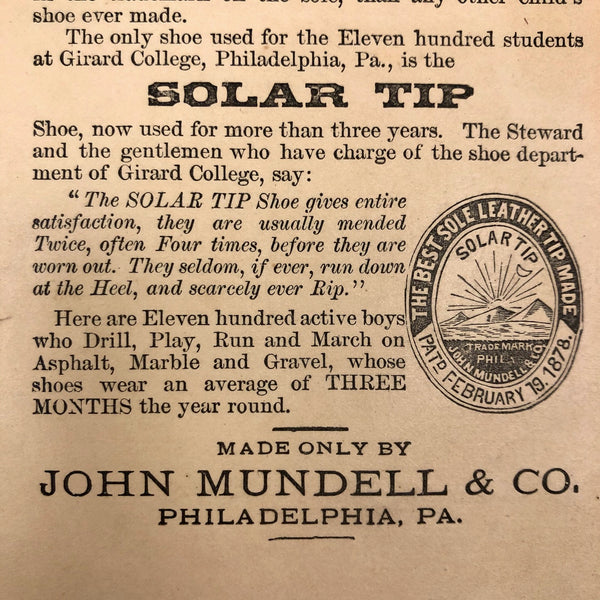 shoe ever made.
The only shoe used for the Eleven hundred students
at Girard College, Philadelphia, Pa., is the
SOLAR TIP
Shoe, now used for more than three years. The Steward
and the gentlemen who have charge of the shoe depart-
ment of Girard College, say:
"The SOLAR TIP Shoe gives entire
satisfaction, they are usually mended
Twice, often Four times, before they are
worn out. They seldom, if ever, run down
at the Heel, and scarcely ever Rip."
Here are Eleven hundred active boys
who Drill, Play, Run and March on
Asphalt, Marble and Gravel, whose
shoes wear an average of THREE
MONTHS the year round.
THE BEST SOLE LEATHER TIP MADE
SOLAR TIP
TRADE MARK
PHIL.
JOHN MUNDELL & CO.
PATD FEBRUARY 19. 1878.
MADE ONLY BY
JOHN MUNDELL & CO.
PHILADELPHIA, PA.